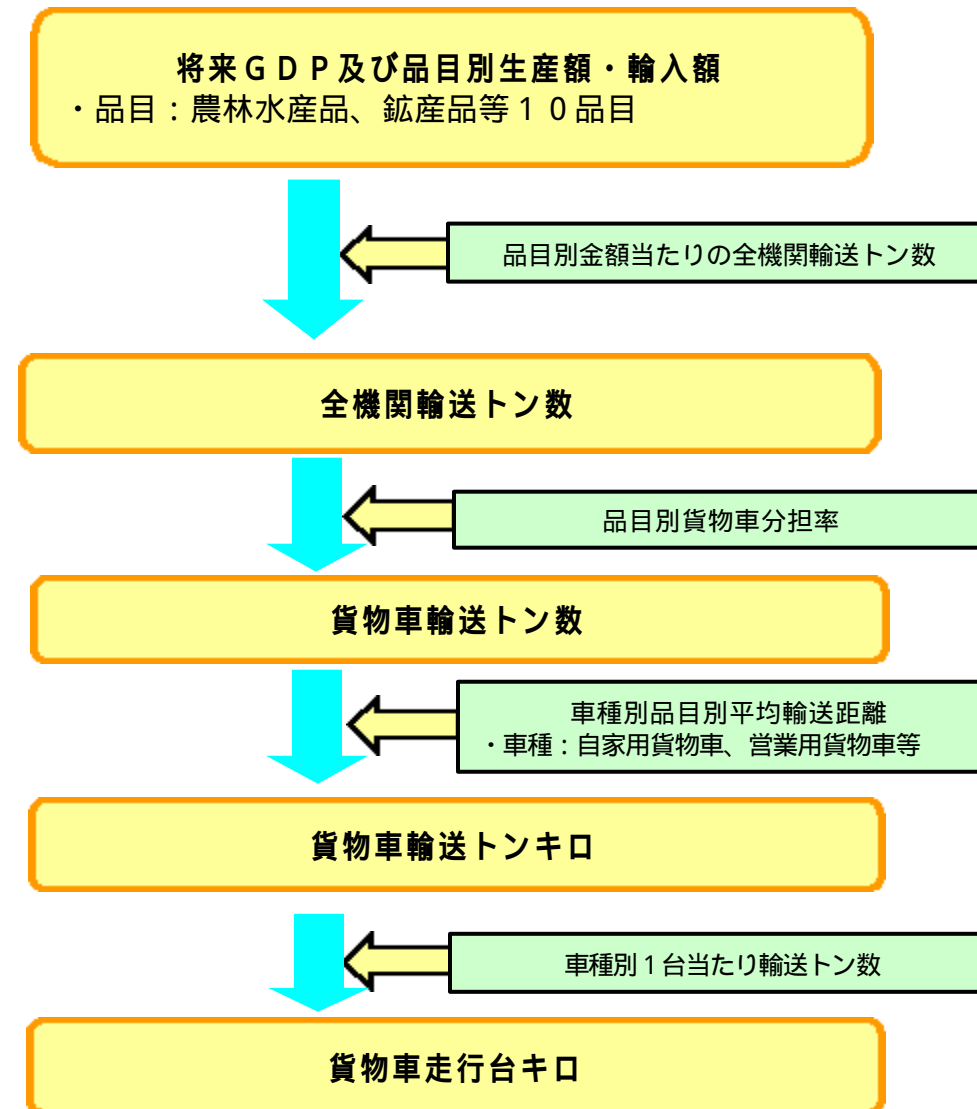 将来ＧＤＰ及び品目別生産額・輸入額
・品目：農林水産品、鉱産品等１０品目
品目別金額当たりの全機関輸送トン数
全機関輸送トン数
品目別貨物車分担率
貨物車輸送トン数
車種別品目別平均輸送距離
・車種：自家用貨物車、営業用貨物車等
貨物車輸送トンキロ
車種別１台当たり輸送トン数
貨物車走行台キロ